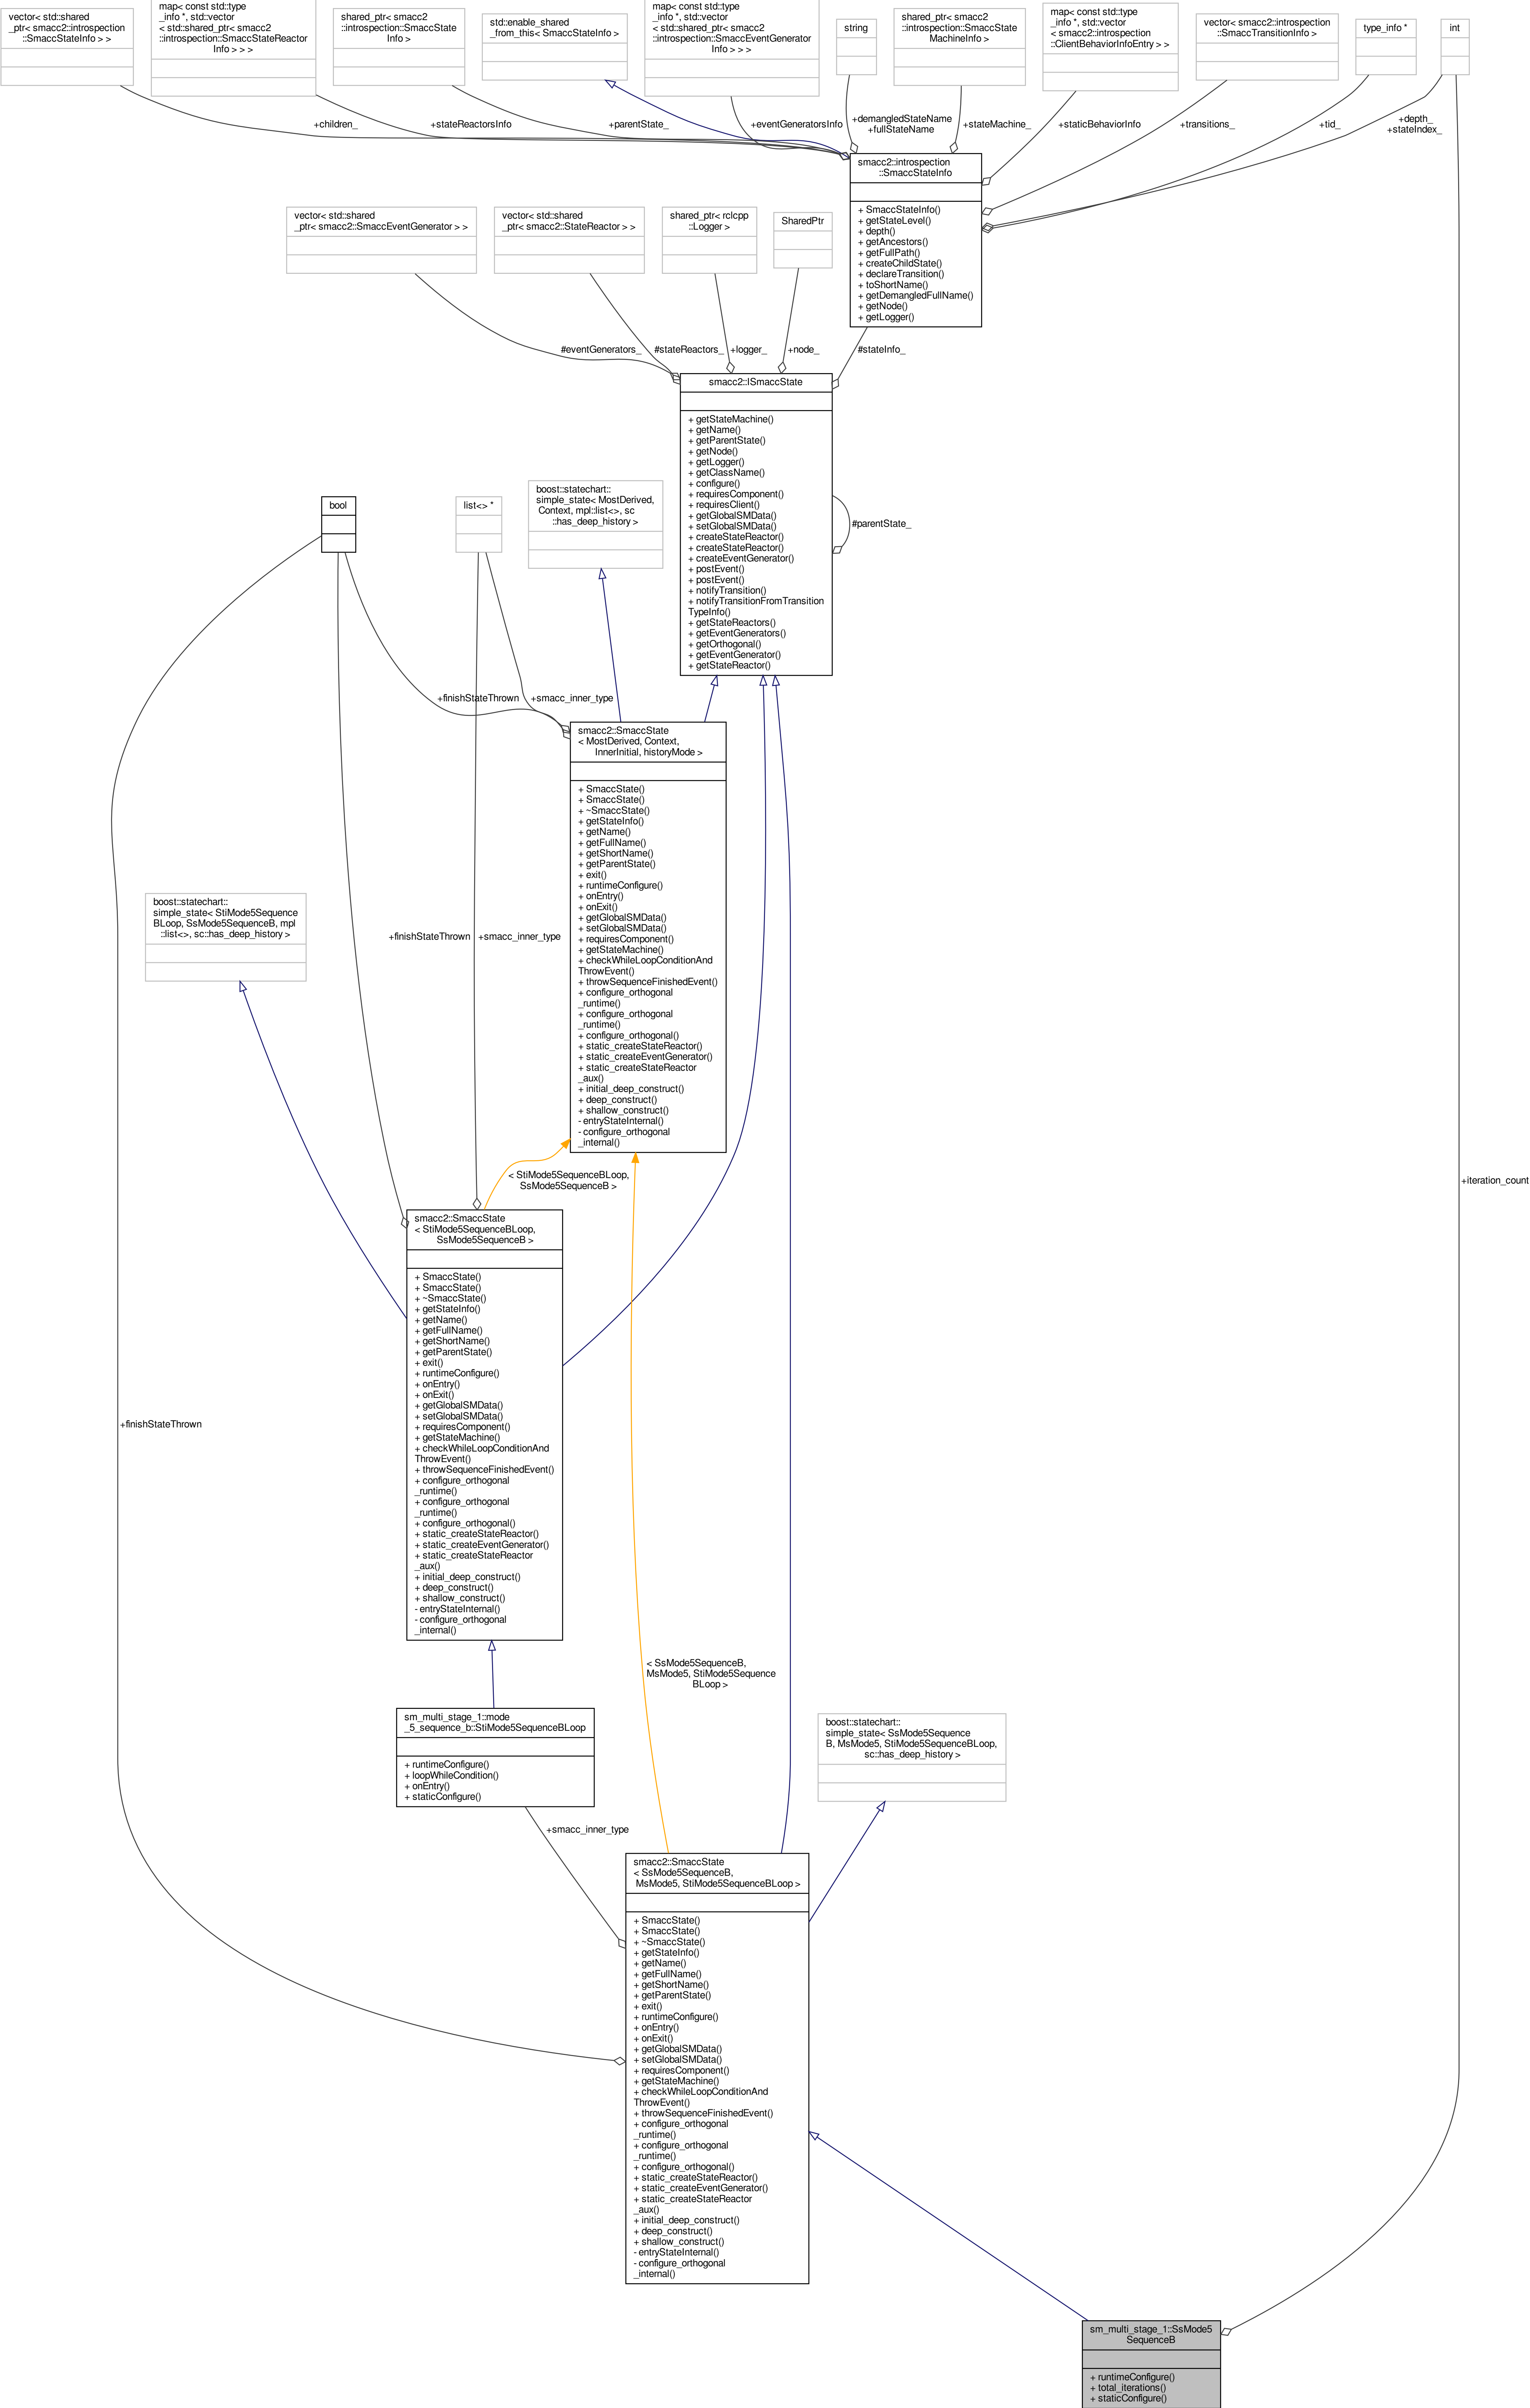 vector< std::shared
_ptr< smacc2::introspection
::SmaccStateInfo > >
map< const std::type
_info *, std::vector
< std::shared_ptr< smacc2
::introspection::SmaccStateReactor
Info > > >
shared_ptr< smacc2
::introspection::SmaccState
Info >
std::enable_shared
_from_this< SmaccStateInfo >
map< const std::type
_info *, std::vector
< std::shared_ptr< smacc2
::introspection::SmaccEventGenerator
Info > > >
string
shared_ptr< smacc2
::introspection::SmaccState
MachineInfo >
map< const std::type
_info *, std::vector
< smacc2::introspection
::ClientBehaviorInfoEntry > >
vector< smacc2::introspection
::SmaccTransitionInfo >
type_info *
int
+children_
+stateReactorsInfo
+parentState_
+eventGeneratorsInfo
+demangledStateName
+fullStateName
+stateMachine_
+staticBehaviorInfo
+transitions_
+tid_
+depth_
+stateIndex_
smacc2::introspection
::SmaccStateInfo
+ SmaccStateInfo()
+ getStateLevel()
+ depth()
+ getAncestors()
+ getFullPath()
+ createChildState()
+ declareTransition()
+ toShortName()
+ getDemangledFullName()
+ getNode()
+ getLogger()
vector< std::shared
_ptr< smacc2::SmaccEventGenerator > >
vector< std::shared
_ptr< smacc2::StateReactor > >
shared_ptr< rclcpp
::Logger >
SharedPtr
#eventGenerators_
#stateReactors_
+logger_
+node_
#stateInfo_
smacc2::ISmaccState
+ getStateMachine()
+ getName()
+ getParentState()
+ getNode()
+ getLogger()
+ getClassName()
+ configure()
+ requiresComponent()
+ requiresClient()
+ getGlobalSMData()
+ setGlobalSMData()
+ createStateReactor()
+ createStateReactor()
+ createEventGenerator()
+ postEvent()
+ postEvent()
+ notifyTransition()
+ notifyTransitionFromTransition
TypeInfo()
+ getStateReactors()
+ getEventGenerators()
+ getOrthogonal()
+ getEventGenerator()
+ getStateReactor()
#parentState_
bool
list<> *
boost::statechart::
simple_state< MostDerived,
Context, mpl::list<>, sc
::has_deep_history >
+finishStateThrown
+smacc_inner_type
smacc2::SmaccState
< MostDerived, Context,
InnerInitial, historyMode >
+ SmaccState()
+ SmaccState()
+ ~SmaccState()
+ getStateInfo()
+ getName()
+ getFullName()
+ getShortName()
+ getParentState()
+ exit()
+ runtimeConfigure()
+ onEntry()
+ onExit()
+ getGlobalSMData()
+ setGlobalSMData()
+ requiresComponent()
+ getStateMachine()
+ checkWhileLoopConditionAnd
ThrowEvent()
+ throwSequenceFinishedEvent()
+ configure_orthogonal
_runtime()
+ configure_orthogonal
_runtime()
+ configure_orthogonal()
+ static_createStateReactor()
+ static_createEventGenerator()
+ static_createStateReactor
_aux()
+ initial_deep_construct()
+ deep_construct()
+ shallow_construct()
- entryStateInternal()
- configure_orthogonal
_internal()
boost::statechart::
simple_state< StiMode5Sequence
BLoop, SsMode5SequenceB, mpl
::list<>, sc::has_deep_history >
+finishStateThrown
+smacc_inner_type
< StiMode5SequenceBLoop,
SsMode5SequenceB >
+iteration_count
smacc2::SmaccState
< StiMode5SequenceBLoop,
SsMode5SequenceB >
+ SmaccState()
+ SmaccState()
+ ~SmaccState()
+ getStateInfo()
+ getName()
+ getFullName()
+ getShortName()
+ getParentState()
+ exit()
+ runtimeConfigure()
+ onEntry()
+ onExit()
+ getGlobalSMData()
+ setGlobalSMData()
+ requiresComponent()
+ getStateMachine()
+ checkWhileLoopConditionAnd
ThrowEvent()
+ throwSequenceFinishedEvent()
+ configure_orthogonal
_runtime()
+ configure_orthogonal
_runtime()
+ configure_orthogonal()
+ static_createStateReactor()
+ static_createEventGenerator()
+ static_createStateReactor
_aux()
+ initial_deep_construct()
+ deep_construct()
+ shallow_construct()
- entryStateInternal()
- configure_orthogonal
_internal()
+finishStateThrown
< SsMode5SequenceB,
MsMode5, StiMode5Sequence
BLoop >
sm_multi_stage_1::mode
_5_sequence_b::StiMode5SequenceBLoop
+ runtimeConfigure()
+ loopWhileCondition()
+ onEntry()
+ staticConfigure()
boost::statechart::
simple_state< SsMode5Sequence
B, MsMode5, StiMode5SequenceBLoop,
sc::has_deep_history >
+smacc_inner_type
smacc2::SmaccState
< SsMode5SequenceB,
MsMode5, StiMode5SequenceBLoop >
+ SmaccState()
+ SmaccState()
+ ~SmaccState()
+ getStateInfo()
+ getName()
+ getFullName()
+ getShortName()
+ getParentState()
+ exit()
+ runtimeConfigure()
+ onEntry()
+ onExit()
+ getGlobalSMData()
+ setGlobalSMData()
+ requiresComponent()
+ getStateMachine()
+ checkWhileLoopConditionAnd
ThrowEvent()
+ throwSequenceFinishedEvent()
+ configure_orthogonal
_runtime()
+ configure_orthogonal
_runtime()
+ configure_orthogonal()
+ static_createStateReactor()
+ static_createEventGenerator()
+ static_createStateReactor
_aux()
+ initial_deep_construct()
+ deep_construct()
+ shallow_construct()
- entryStateInternal()
- configure_orthogonal
_internal()
sm_multi_stage_1::SsMode5
SequenceB
+ runtimeConfigure()
+ total_iterations()
+ staticConfigure()